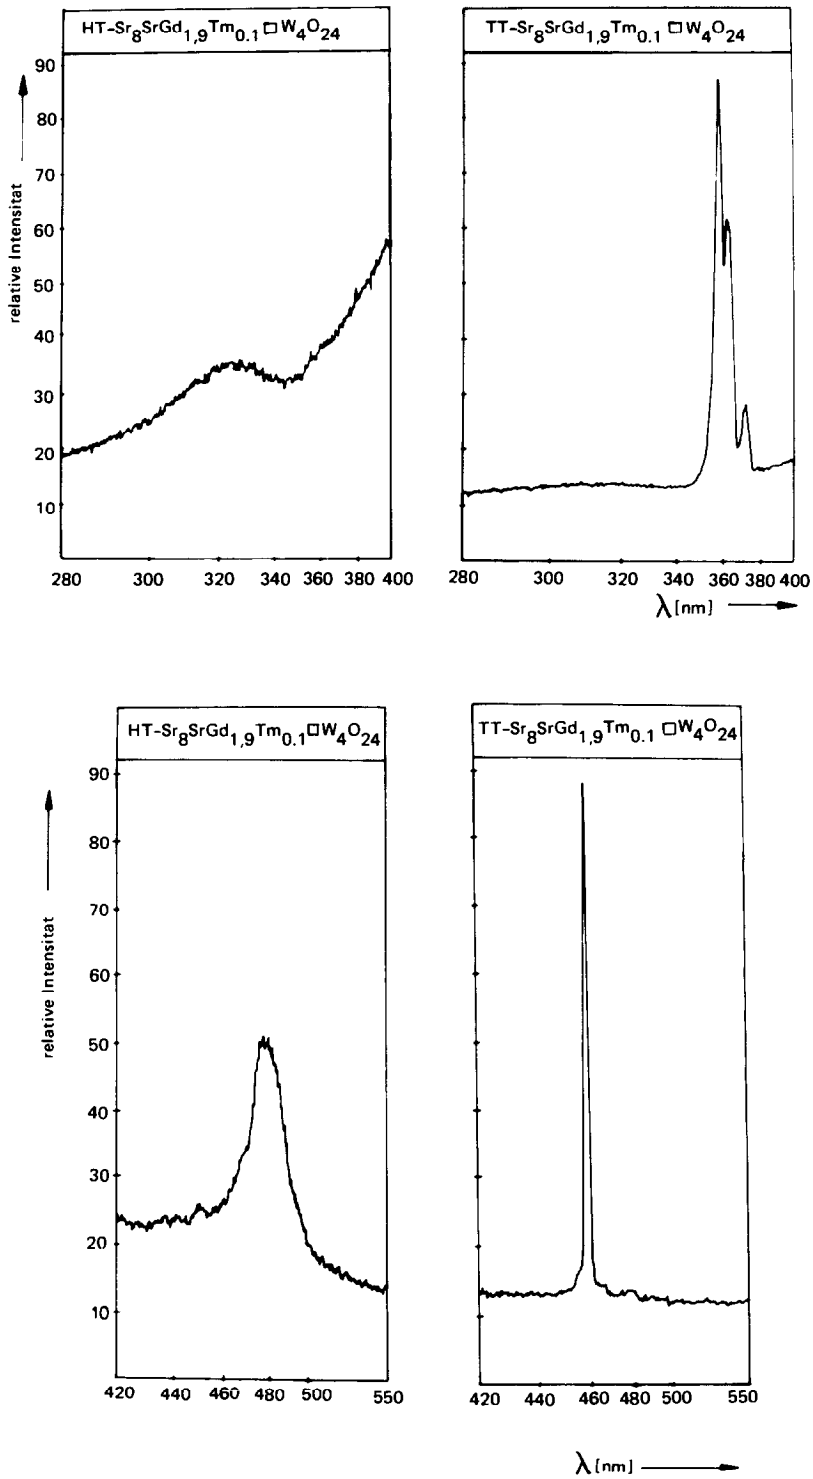 HT-Sr8SrGd1,9Tm0.1□W4O24
TT-Sr8SrGd1,9Tm0.1□W4O24
relative Intensitat
90
80
70
60
50
40
30
20
10
280 300 320 340 360 380 400
280 300 320 340 360 380 400
λ[nm]
HT-Sr8SrGd1,9Tm0.1□W4O24
TT-Sr8SrGd1,9Tm0.1□W4O24
relative Intensitat
90
80
70
60
50
40
30
20
10
420 440 460 480 500 550
420 440 460 480 500 550
λ[nm]